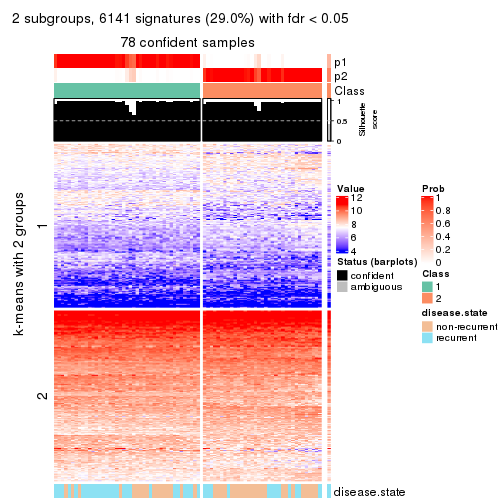 2 subgroups, 6141 signatures (29.0%) with fdr < 0.05
78 confident samples
p1
p2
Class
1
0.5
0
Silhouette
score
k-means with 2 groups
1
2
disease.state
Value
12
10
8
6
4
Status (barplots)
confident
ambiguous
Prob
1
0.8
0.6
0.4
0.2
0
Class
1
2
disease.state
non-recurrent
recurrent